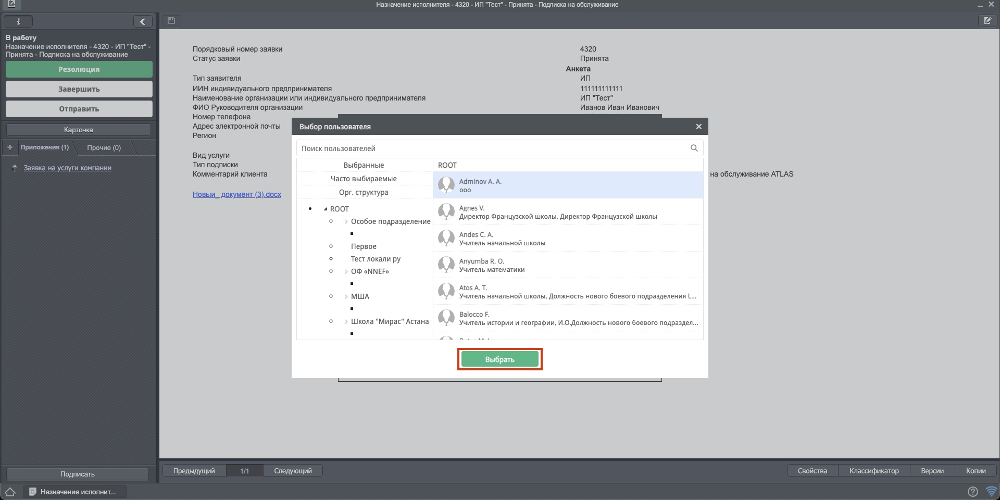 Назначение исполнителя - 4320 - ИП "Тест" - Принята - Подписка на обслуживание
В работу
Назначение исполнителя - 4320 - ИП "Тест" -
Принята - Подписка на обслуживание
Резолюция
Завершить
Отправить
Карточка
Приложения (1)
Прочие (0)
Заявка на услуги компании
Подписать
Порядковый номер заявки 4320
Статус заявки Принята
Анкета
Тип заявителя ИП
ИИН индивидуального предпринимателя 111111111111
Наименование организации или индивидуального предпринимателя ИП "Тест"
ФИО Руководителя организации Иванов Иван Иванович
Номер телефона
Адрес электронной почты
Регион
Вид услуги
Тип подписки
Комментарий клиента на обслуживание ATLAS
Новыи_ документ (3).docx
Выбор пользователя
Поиск пользователей
Выбранные
Часто выбираемые
Орг. структура
ROOT
Особое подразделение
Первое
Тест локали ру
ОФ «NNEF»
МША
Школа "Мирас" Астана
ROOT
Adminov A. A.
ооо
Agnes V.
Директор Французской школы, Директор Французской школы
Andes C. A.
Учитель начальной школы
Anyumba R. O.
Учитель математики
Atos A. T.
Учитель начальной школы, Должность нового боевого подразделения L...
Balocco F.
Учитель истории и географии, И.О.Должность нового боевого подраздел...
Выбрать
Предыдущий
1/1
Следующий
Свойства
Классификатор
Версии
Копии
Назначение исполнит...